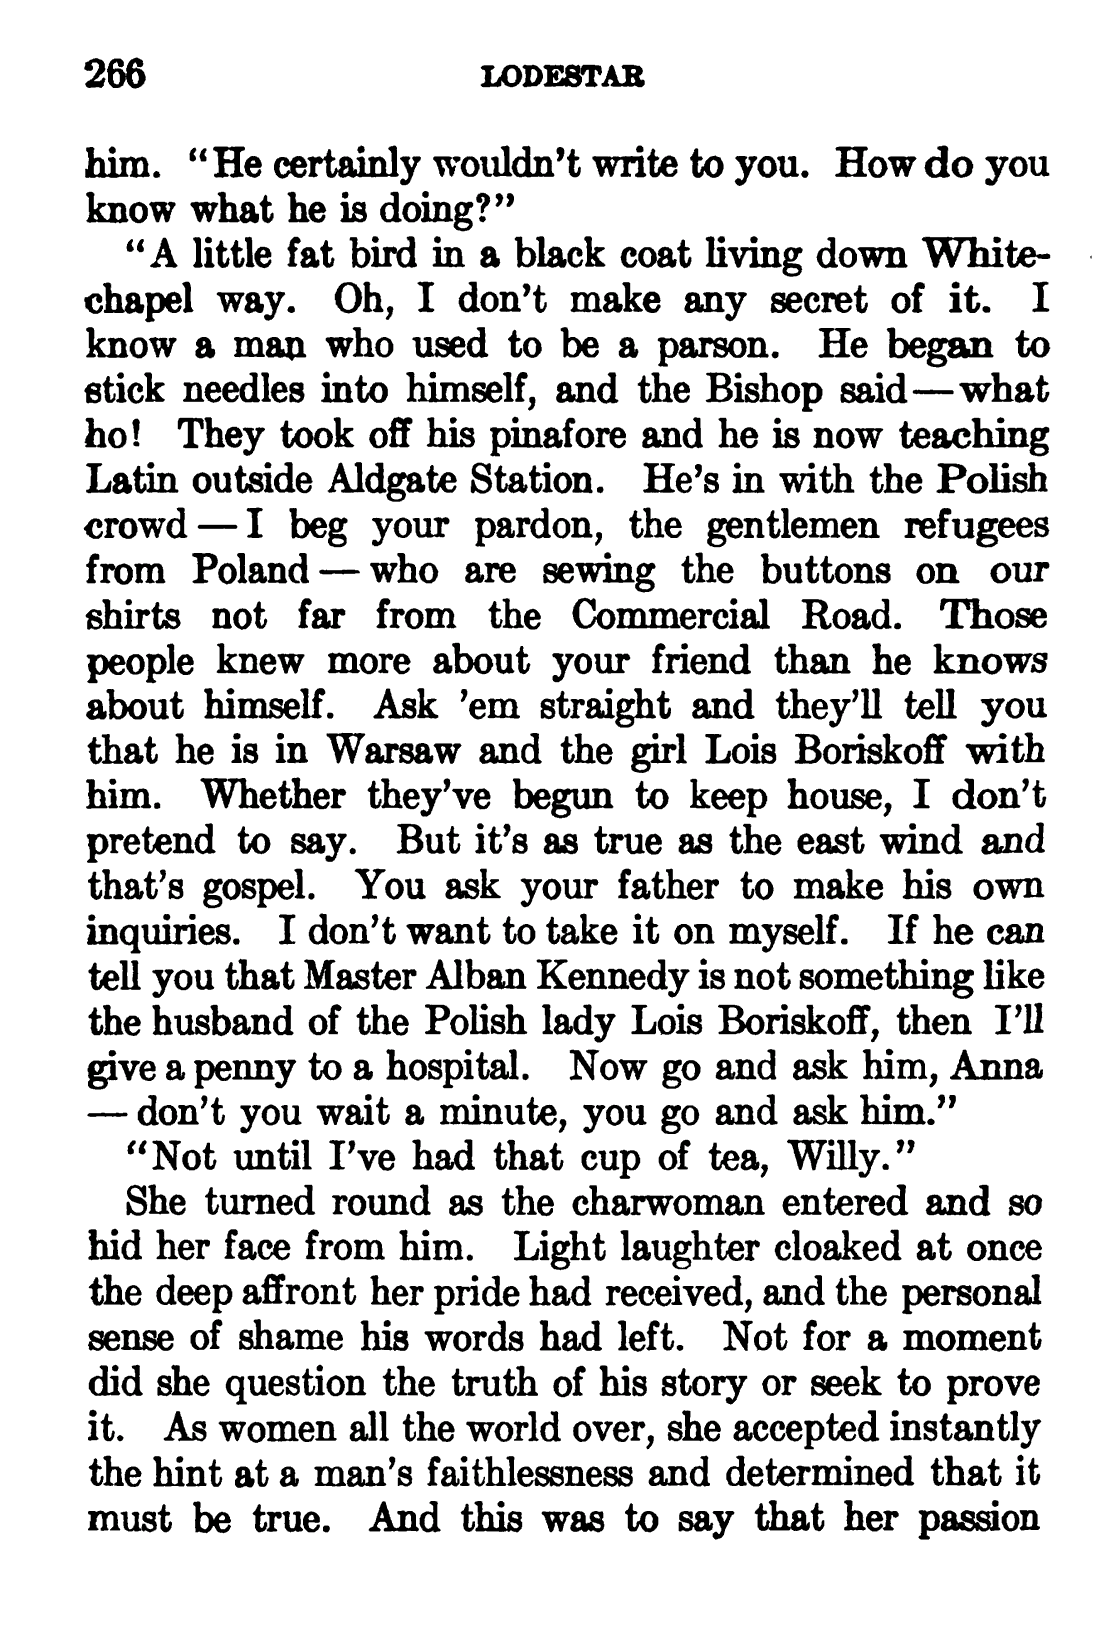 266 LODESTAR
him. “He certainly wouldn’t write to you. How do you
know what he is doing?”
“A little fat bird in a black coat living down White-
chapel way. Oh, I don’t make any secret of it. I
know a man who used to be a parson. He began to
stick needles into himself, and the Bishop said—what
ho! They took off his pinafore and he is now teaching
Latin outside Aldgate Station. He’s in with the Polish
crowd — I beg your pardon, the gentlemen refugees
from Poland — who are sewing the buttons on our
shirts not far from the Commercial Road. Those
people knew more about your friend than he knows
about himself. Ask ’em straight and they’ll tell you
that he is in Warsaw and the girl Lois Boriskoff with
him. Whether they’ve begun to keep house, I don’t
pretend to say. But it’s as true as the east wind and
that’s gospel. You ask your father to make his own
inquiries. I don’t want to take it on myself. If he can
tell you that Master Alban Kennedy is not something like
the husband of the Polish lady Lois Boriskoff, then I’ll
give a penny to a hospital. Now go and ask him, Anna
— don’t you wait a minute, you go and ask him.”
“Not until I’ve had that cup of tea, Willy.”
She turned round as the charwoman entered and so
hid her face from him. Light laughter cloaked at once
the deep affront her pride had received, and the personal
sense of shame his words had left. Not for a moment
did she question the truth of his story or seek to prove
it. As women all the world over, she accepted instantly
the hint at a man’s faithlessness and determined that it
must be true. And this was to say that her passion